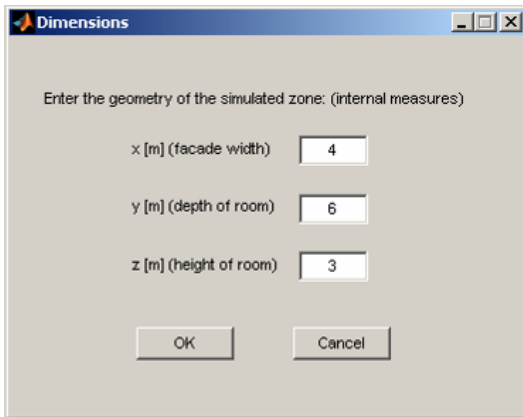 Dimensions
Enter the geometry of the simulated zone: (internal measures)
x [m] (facade width) 4
y [m] (depth of room) 6
z [m] (height of room) 3
OK Cancel